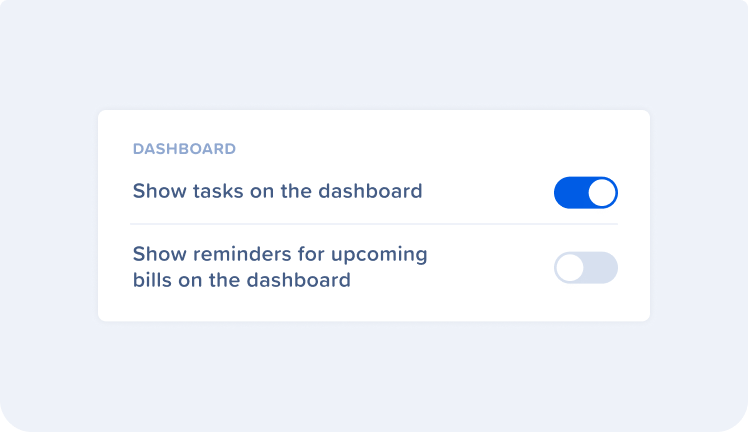 DASHBOARD
Show tasks on the dashboard
Show reminders for upcoming
bills on the dashboard